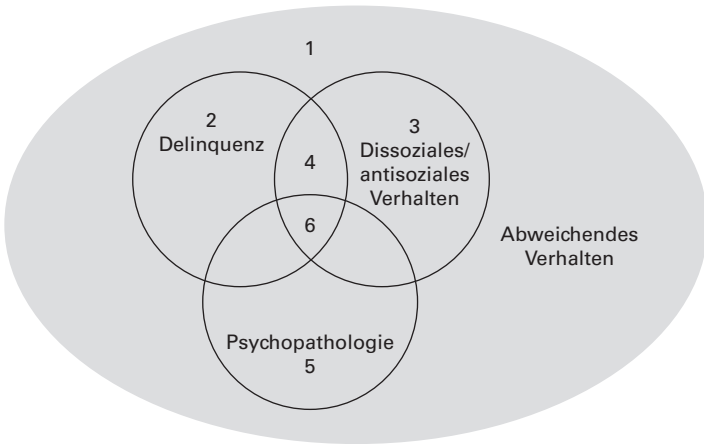 1
2
Delinquenz
3
Dissoziales/
antisoziales
Verhalten
4
6
Abweichendes
Verhalten
Psychopathologie
5